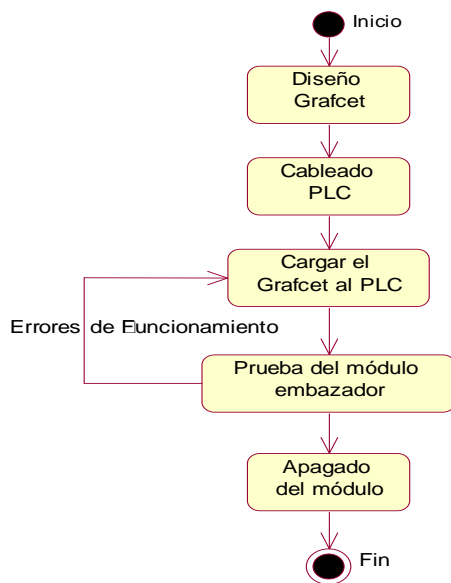 Inicio
Diseño
Grafcet
Cableado
PLC
Cargar el
Grafcet al PLC
Errores de Funcionamiento
Prueba del módulo
embazador
Apagado
del módulo
Fin